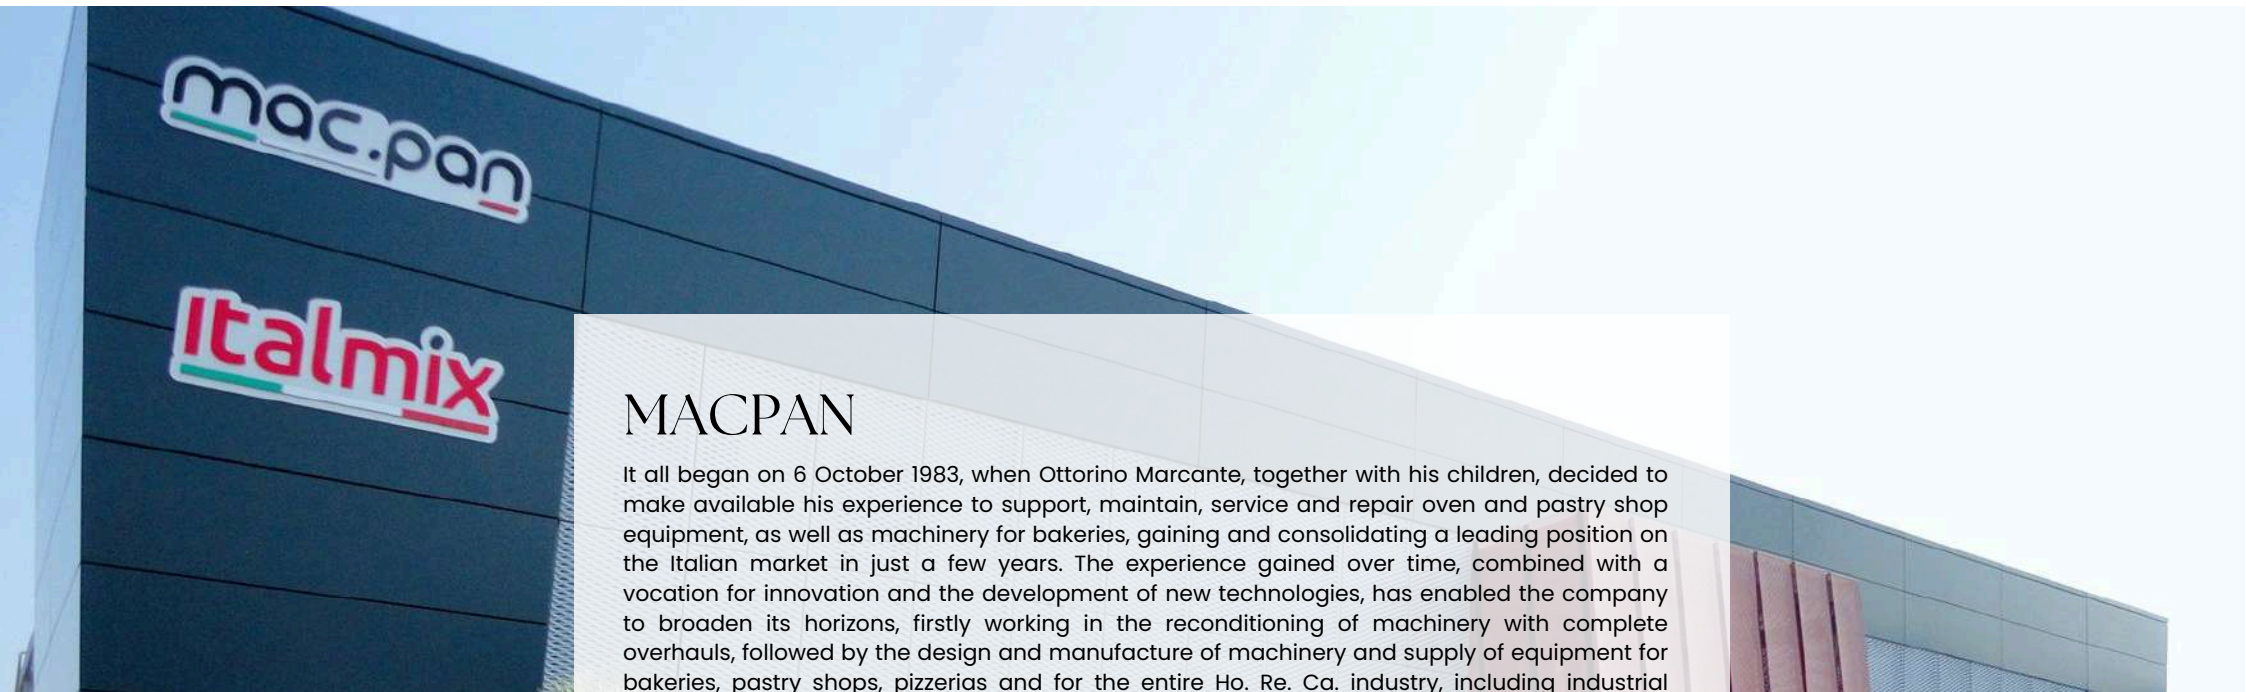 mac.pan
Italmix
MACPAN
It all began on 6 October 1983, when Ottorino Marcante, together with his children, decided to
make available his experience to support, maintain, service and repair oven and pastry shop
equipment, as well as machinery for bakeries, gaining and consolidating a leading position on
the Italian market in just a few years. The experience gained over time, combined with a
vocation for innovation and the development of new technologies, has enabled the company
to broaden its horizons, firstly working in the reconditioning of machinery with complete
overhauls, followed by the design and manufacture of machinery and supply of equipment for
bakeries, pastry shops, pizzerias and for the entire Ho. Re. Ca. industry, including industrial